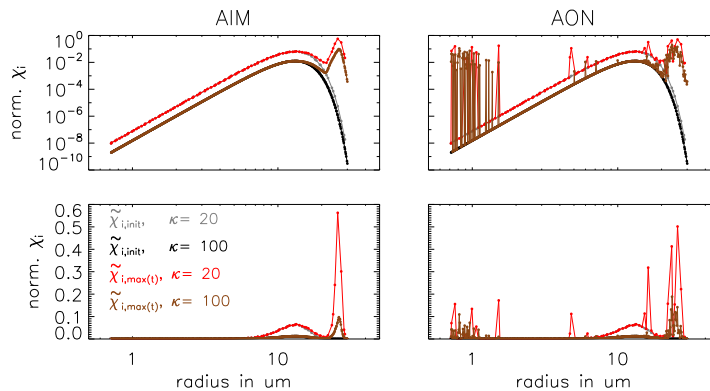 AIM
AON
norm. χi
10^0
10^-2
10^-4
10^-6
10^-8
10^-10
norm. χi
0.6
0.5
0.4
0.3
0.2
0.1
0.0
χ̃i,init, κ= 20
χ̃i,init, κ= 100
χ̃i,max(t), κ= 20
χ̃i,max(t), κ= 100
1 10
1 10
radius in um
radius in um